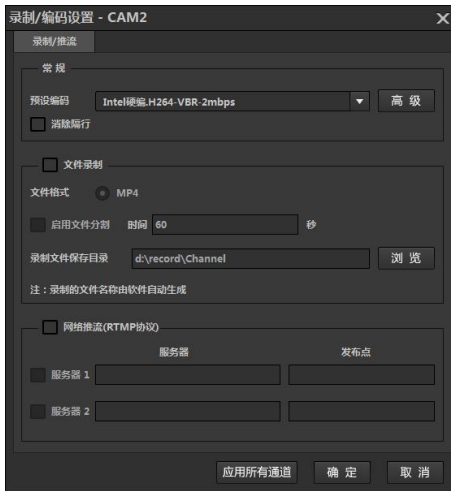 录制/编码设置 - CAM2
录制/推流
常 规
预设编码 Intel硬编.H264-VBR-2mbps 高 级
消除隔行
文件录制
文件格式 MP4
启用文件分割 时间 60 秒
录制文件保存目录 d:\record\Channel 浏 览
注：录制的文件名称由软件自动生成
网络推流(RTMP协议)
服务器 发布点
服务器 1
服务器 2
应用所有通道 确 定 取 消